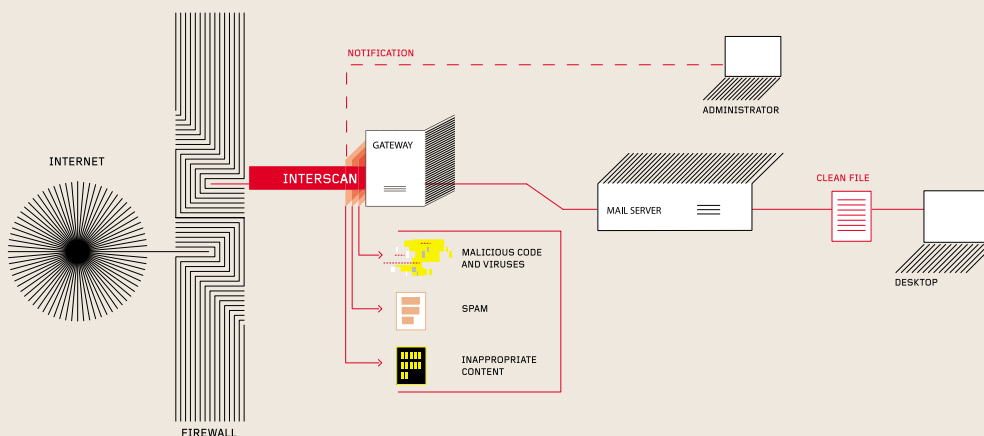 NOTIFICATION
ADMINISTRATOR
INTERNET
GATEWAY
INTERSCAN
CLEAN FILE
MAIL SERVER
MALICIOUS CODE
AND VIRUSES
DESKTOP
SPAM
INAPPROPRIATE
CONTENT
FIREWALL